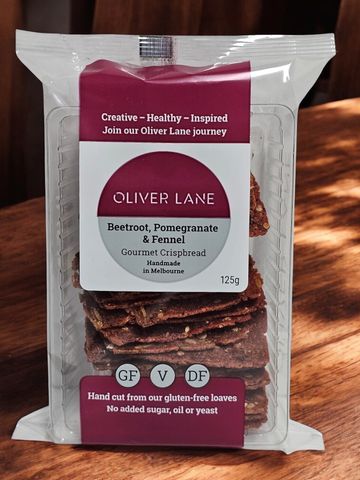 Creative – Healthy – Inspired
Join our Oliver Lane journey
OLIVER LANE
Beetroot, Pomegranate
& Fennel
Gourmet Crispbread
Handmade
in Melbourne
125g
GF V DF
Hand cut from our gluten-free loaves
No added sugar, oil or yeast